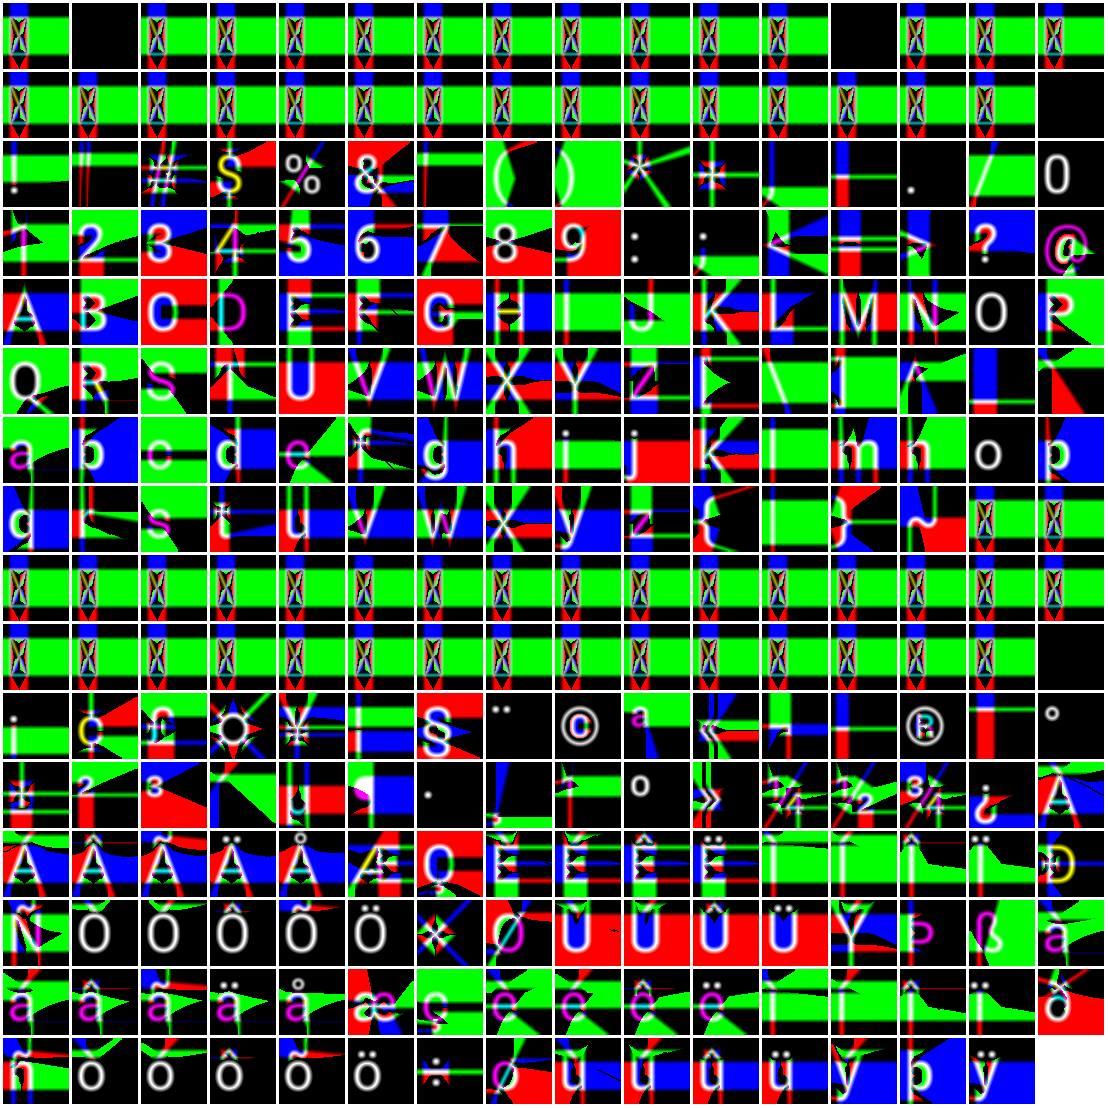 ! " # $ % & ' ( ) * + , - . / 0
1 2 3 4 5 6 7 8 9 : ; < = > ? @
A B C D E F G H I J K L M N O P
Q R S T U V W X Y Z [ \ ] ^ _ `
a b c d e f g h i j k l m n o p
q r s t u v w x y z { | } ~
¡ ¢ £ ¤ ¥ ¦ § ¨ © ª « ¬ - ® ¯ °
± ² ³ ´ µ ¶ · ¸ ¹ º » ¼ ½ ¾ ¿ À
Á Â Ã Ä Å Æ Ç È É Ê Ë Ì Í Î Ï Ð
Ñ Ò Ó Ô Õ Ö × Ø Ù Ú Û Ü Ý Þ ß à
á â ã ä å æ ç è é ê ë ì í î ï ð
ñ ò ó ô õ ö ÷ ø ù ú û ü ý þ ÿ